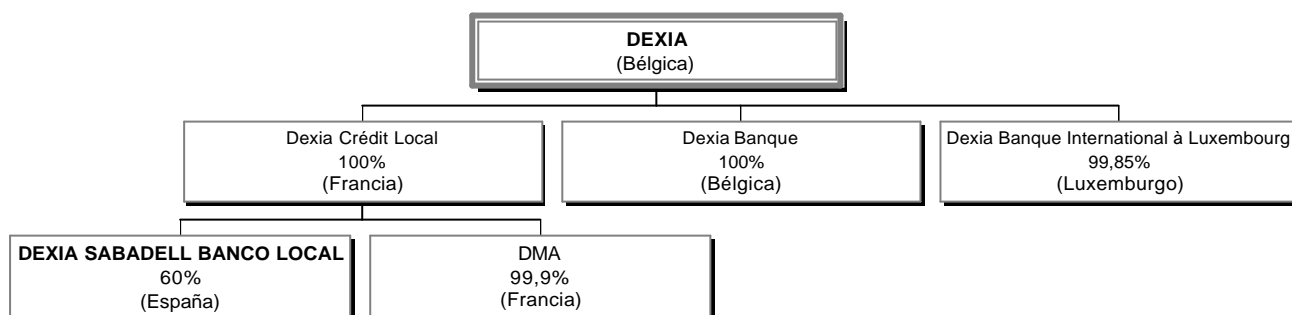 DEXIA
(Bélgica)
Dexia Crédit Local
100%
(Francia)
Dexia Banque
100%
(Bélgica)
Dexia Banque International à Luxembourg
99,85%
(Luxemburgo)
DEXIA SABADELL BANCO LOCAL
60%
(España)
DMA
99,9%
(Francia)